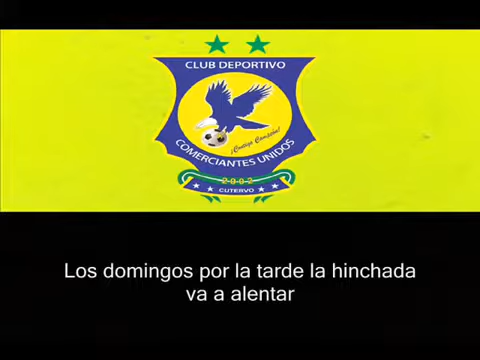 CLUB DEPORTIVO
¡Contigo Campeón!
COMERCIANTES UNIDOS
2002
CUTERVO
Los domingos por la tarde la hinchada
va a alentar